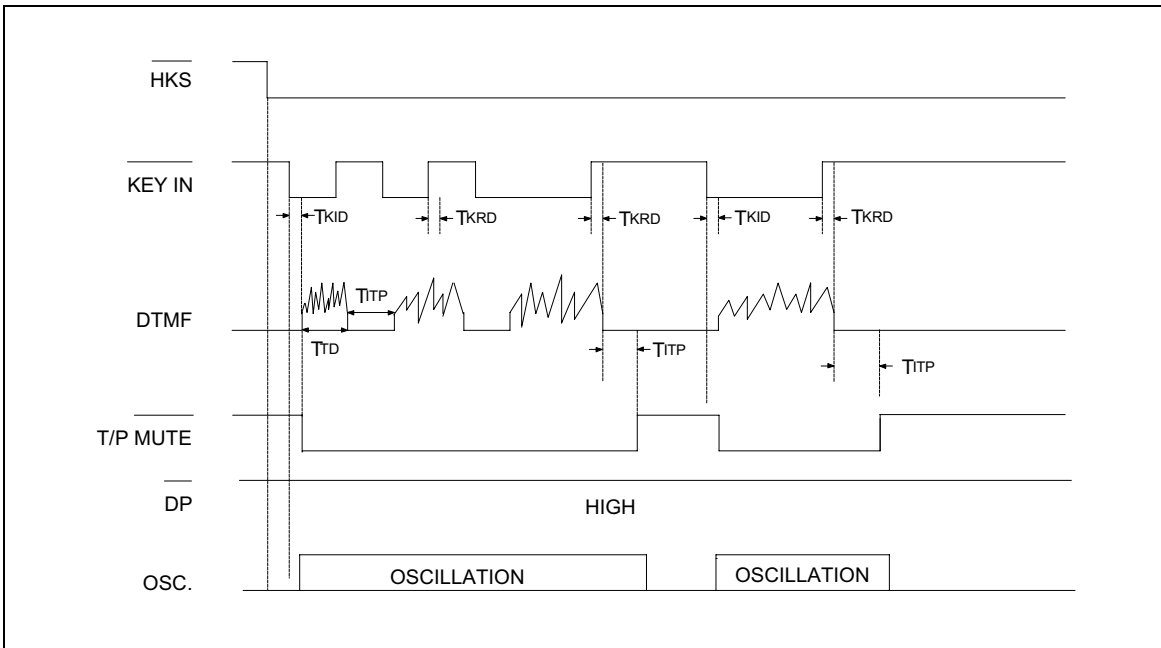 HKS
KEY IN
TKID
TKRD
TKRD
TKID
TKRD
DTMF
TITP
TTD
TITP
TITP
T/P MUTE
DP
HIGH
OSC.
OSCILLATION
OSCILLATION